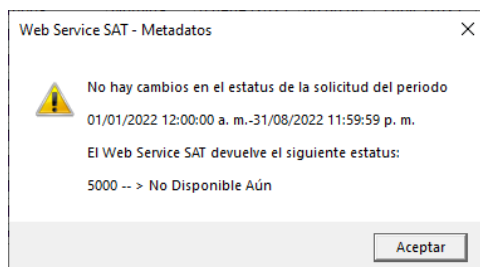 Web Service SAT - Metadatos
No hay cambios en el estatus de la solicitud del periodo
01/01/2022 12:00:00 a. m.-31/08/2022 11:59:59 p. m.
El Web Service SAT devuelve el siguiente estatus:
5000 -- > No Disponible Aún
Aceptar